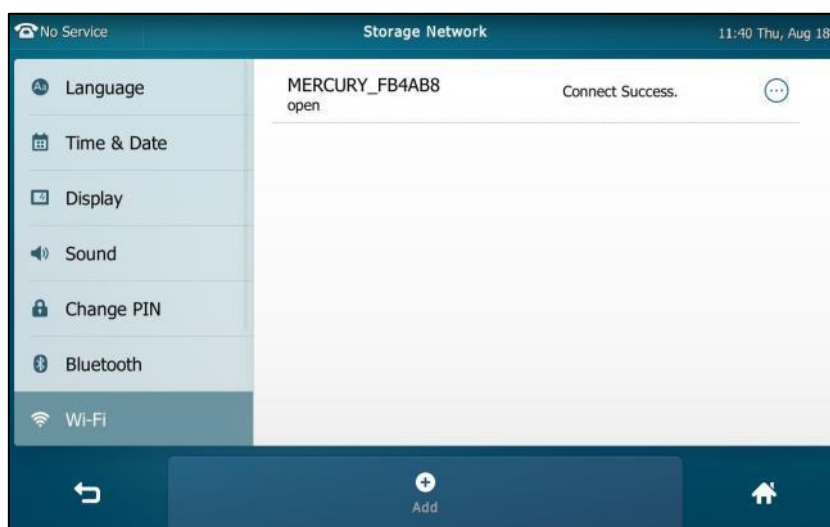 No Service
Storage Network
11:40 Thu, Aug 18
Language
Time & Date
Display
Sound
Change PIN
Bluetooth
Wi-Fi
MERCURY_FB4AB8
open
Connect Success.
Add